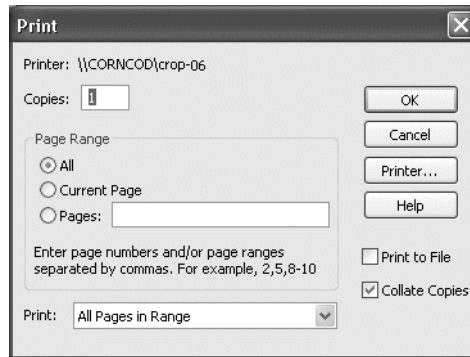 Print
Printer: \\CORNCOD\crop-06
Copies: 1
OK
Cancel
Printer...
Help
Page Range
All
Current Page
Pages:
Enter page numbers and/or page ranges
separated by commas. For example, 2,5,8-10
Print to File
Collate Copies
Print: All Pages in Range